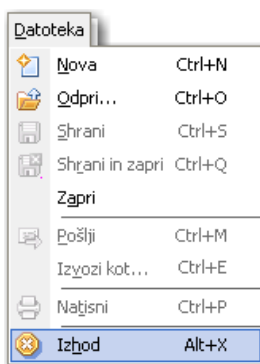 Datoteka
Nova Ctrl+N
Odpri... Ctrl+O
Shrani Ctrl+S
Shrani in zapri Ctrl+Q
Zapri
Pošlji Ctrl+M
Izvozi kot... Ctrl+E
Natisni Ctrl+P
Izhod Alt+X